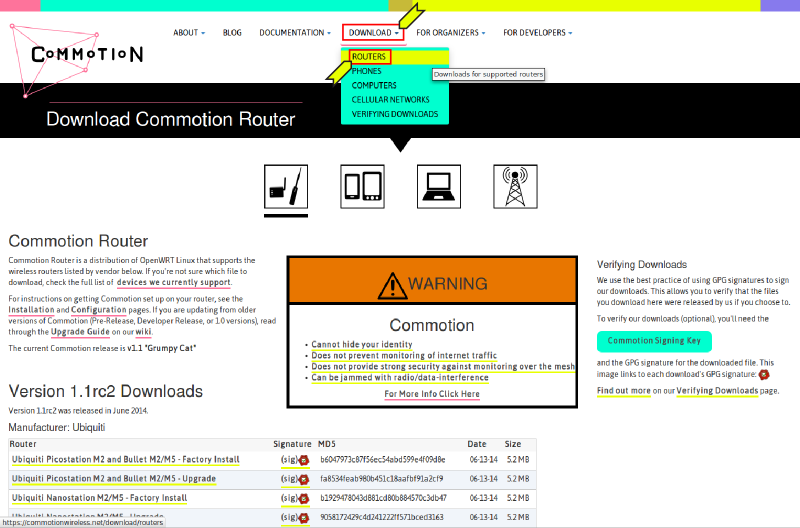 COMMOTION
ABOUT
BLOG
DOCUMENTATION
DOWNLOAD
FOR ORGANIZERS
FOR DEVELOPERS
ROUTERS
PHONES
COMPUTERS
CELLULAR NETWORKS
VERIFYING DOWNLOADS
Downloads for supported routers
Download Commotion Router
Commotion Router
Commotion Router is a distribution of OpenWRT Linux that supports the
wireless routers listed by vendor below. If you're not sure which file to
download, check the full list of devices we currently support.
For instructions on getting Commotion set up on your router, see the
Installation and Configuration pages. If you are updating from older
versions of Commotion (Pre-Release, Developer Release, or 1.0 versions), read
through the Upgrade Guide on our wiki.
The current Commotion release is v1.1 "Grumpy Cat"
WARNING
Commotion
• Cannot hide your identity
• Does not prevent monitoring of internet traffic
• Does not provide strong security against monitoring over the mesh
• Can be jammed with radio/data-interference
For More Info Click Here
Verifying Downloads
We use the best practice of using GPG signatures to sign
our downloads. This allows you to verify that the files
you download here were released by us if you choose to.
To verify our downloads (optional), you'll need the
Commotion Signing Key
and the GPG signature for the downloaded file. This
image links to each download's GPG signature:
Find out more on our Verifying Downloads page.
Version 1.1rc2 Downloads
Version 1.1rc2 was released in June 2014.
Manufacturer: Ubiquiti
Router Signature MD5 Date Size
Ubiquiti Picostation M2 and Bullet M2/M5 - Factory Install (sig) b6047973c87f56ec54abd599e4f09d8e 06-13-14 5.2 MB
Ubiquiti Picostation M2 and Bullet M2/M5 - Upgrade (sig) fa8534feab980b451c18aafbf91a2cf9 06-13-14 5.2 MB
Ubiquiti Nanostation M2/M5 - Factory Install (sig) b1929478043d881cd80b884570c3db47 06-13-14 5.2 MB
Ubiquiti Nanostation M2/M5 - Upgrade (sig) 9058172429c4d241222ff571bced3163 06-13-14 5.2 MB
https://commotionwireless.net/download/routers